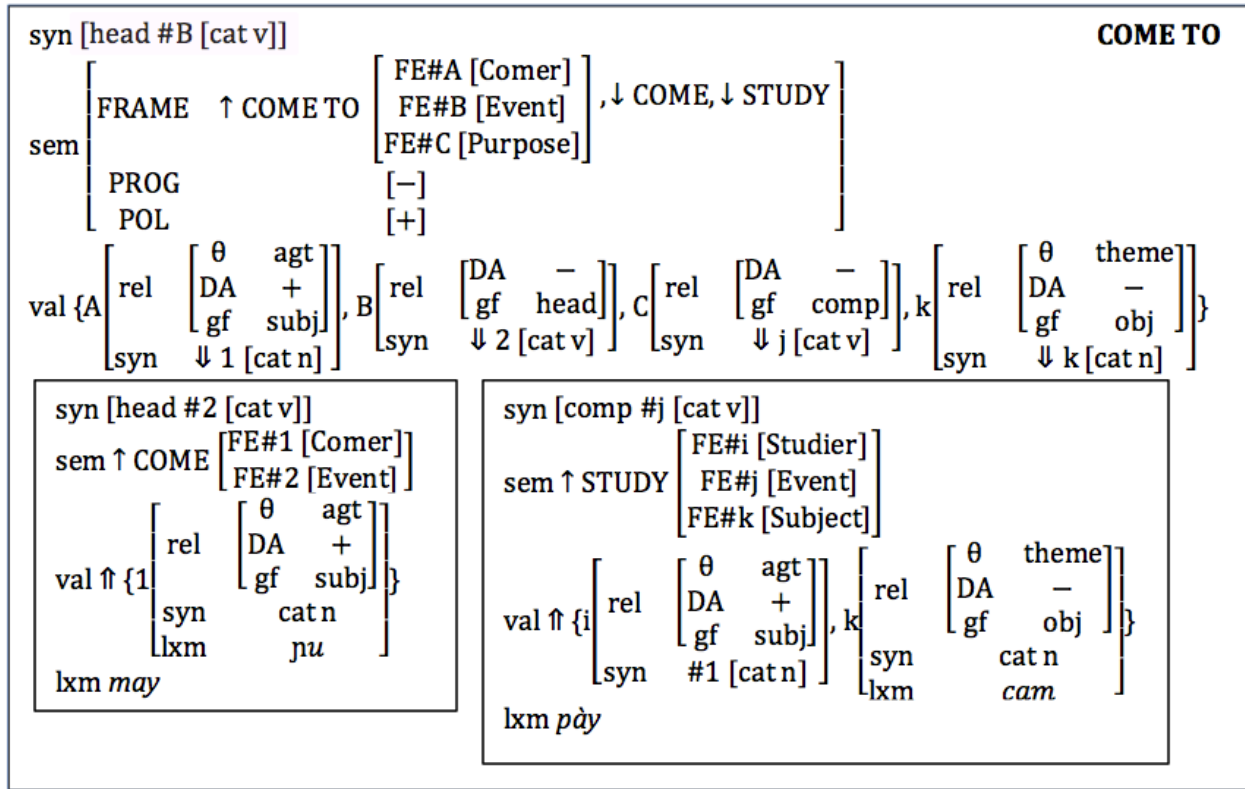 syn [head #B [cat v]] COME TO
sem [FRAME ↑ COME TO [FE#A [Comer] FE#B [Event] FE#C [Purpose]], ↓ COME, ↓ STUDY
PROG [−]
POL [+]]
val {A[rel [θ agt DA + gf subj] syn ⇓ 1 [cat n]], B[rel [DA − gf head] syn ⇓ 2 [cat v]], C[rel [DA − gf comp] syn ⇓ j [cat v]], k[rel [θ theme DA − gf obj] syn ⇓ k [cat n]]}
syn [head #2 [cat v]]
sem ↑ COME [FE#1 [Comer] FE#2 [Event]]
val ⇑ {1[rel [θ agt DA + gf subj] syn cat n lxm ɲu]}
lxm may
syn [comp #j [cat v]]
sem ↑ STUDY [FE#i [Studier] FE#j [Event] FE#k [Subject]]
val ⇑ {i[rel [θ agt DA + gf subj] syn #1 [cat n]], k[rel [θ theme DA − gf obj] syn cat n lxm cam]}
lxm pày